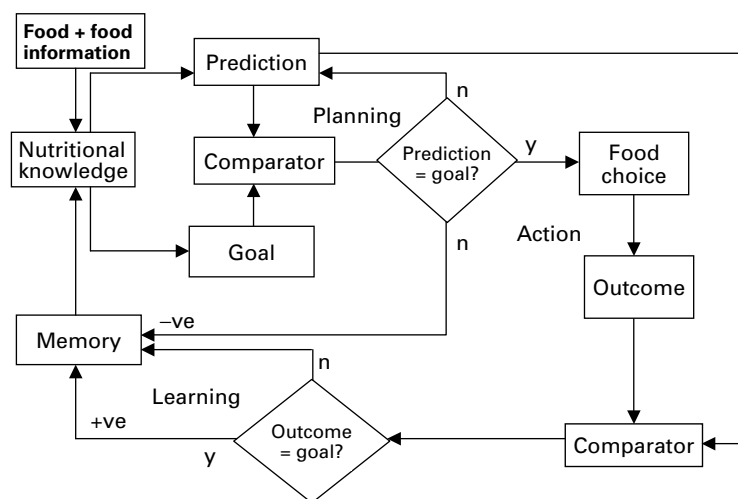 Food + food
information
Prediction
n
Planning
Nutritional
knowledge
Comparator
Prediction
= goal?
y
Food
choice
Goal
n
Action
Outcome
–ve
Memory
n
Learning
+ve
Outcome
= goal?
y
Comparator